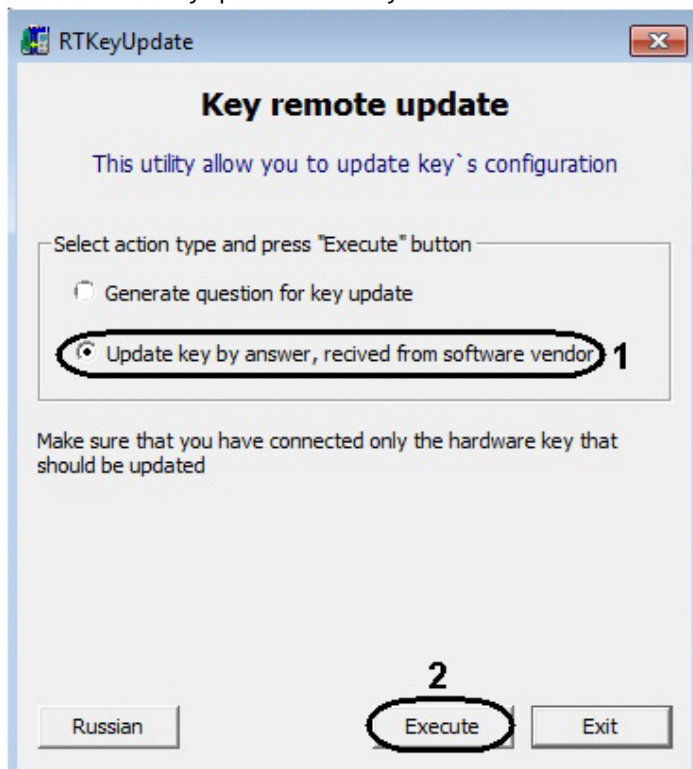 RTKeyUpdate
Key remote update
This utility allow you to update key`s configuration
Select action type and press "Execute" button
Generate question for key update
Update key by answer, recived from software vendor 1
Make sure that you have connected only the hardware key that
should be updated
2
Russian Execute Exit